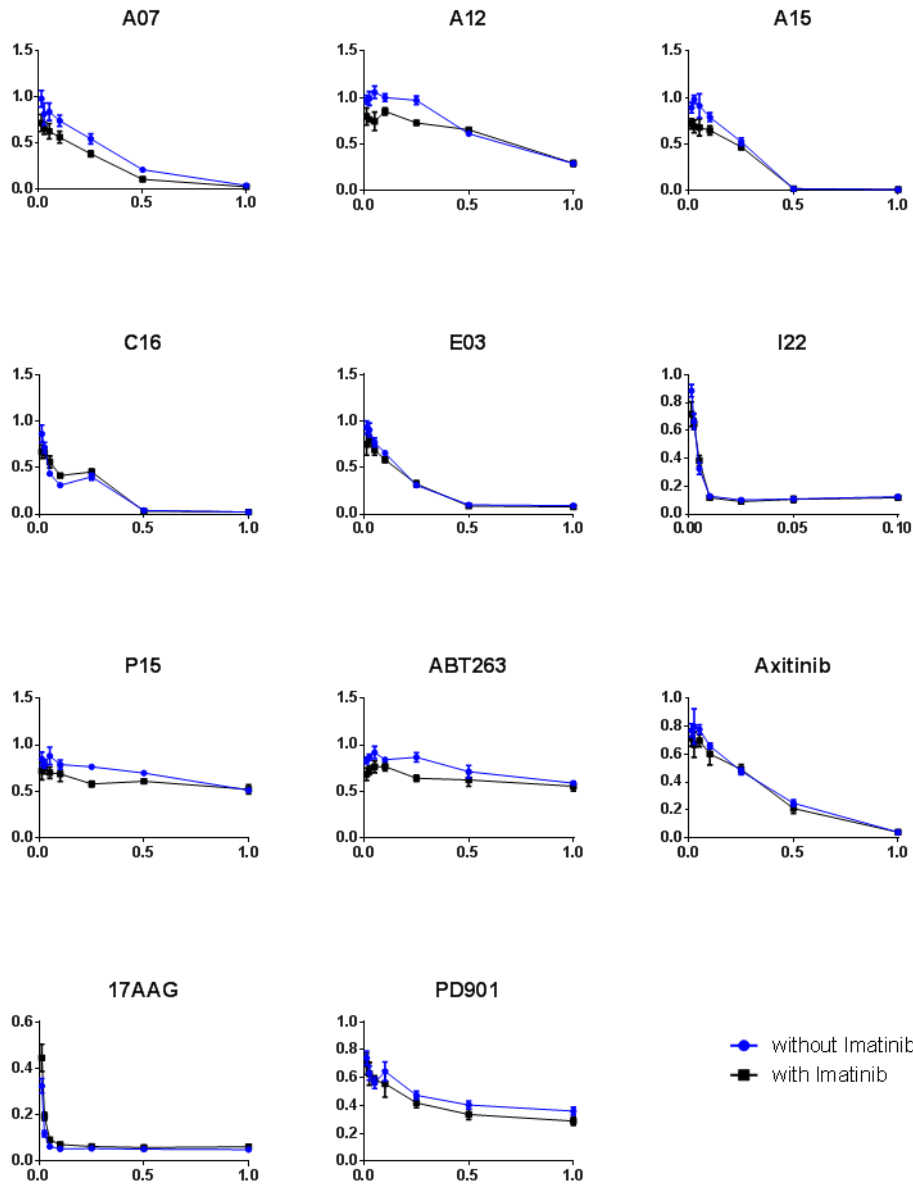 A07 A12 A15
1.5 1.5 1.5
1.0 1.0 1.0
0.5 0.5 0.5
0.0 0.0 0.0
0.0 0.5 1.0 0.0 0.5 1.0 0.0 0.5 1.0
C16 E03 I22
1.5 1.5 1.0
0.8
1.0 1.0
0.6
0.4
0.5 0.5
0.2
0.0 0.0 0.0
0.0 0.5 1.0 0.0 0.5 1.0 0.00 0.05 0.10
P15 ABT263 Axitinib
1.5 1.5 1.0
0.8
1.0 1.0
0.6
0.4
0.5 0.5
0.2
0.0 0.0 0.0
0.0 0.5 1.0 0.0 0.5 1.0 0.0 0.5 1.0
17AAG PD901
0.6 1.0
0.8
0.4
0.6
0.4
0.2
0.2
0.0 0.0
0.0 0.5 1.0 0.0 0.5 1.0
without Imatinib
with Imatinib